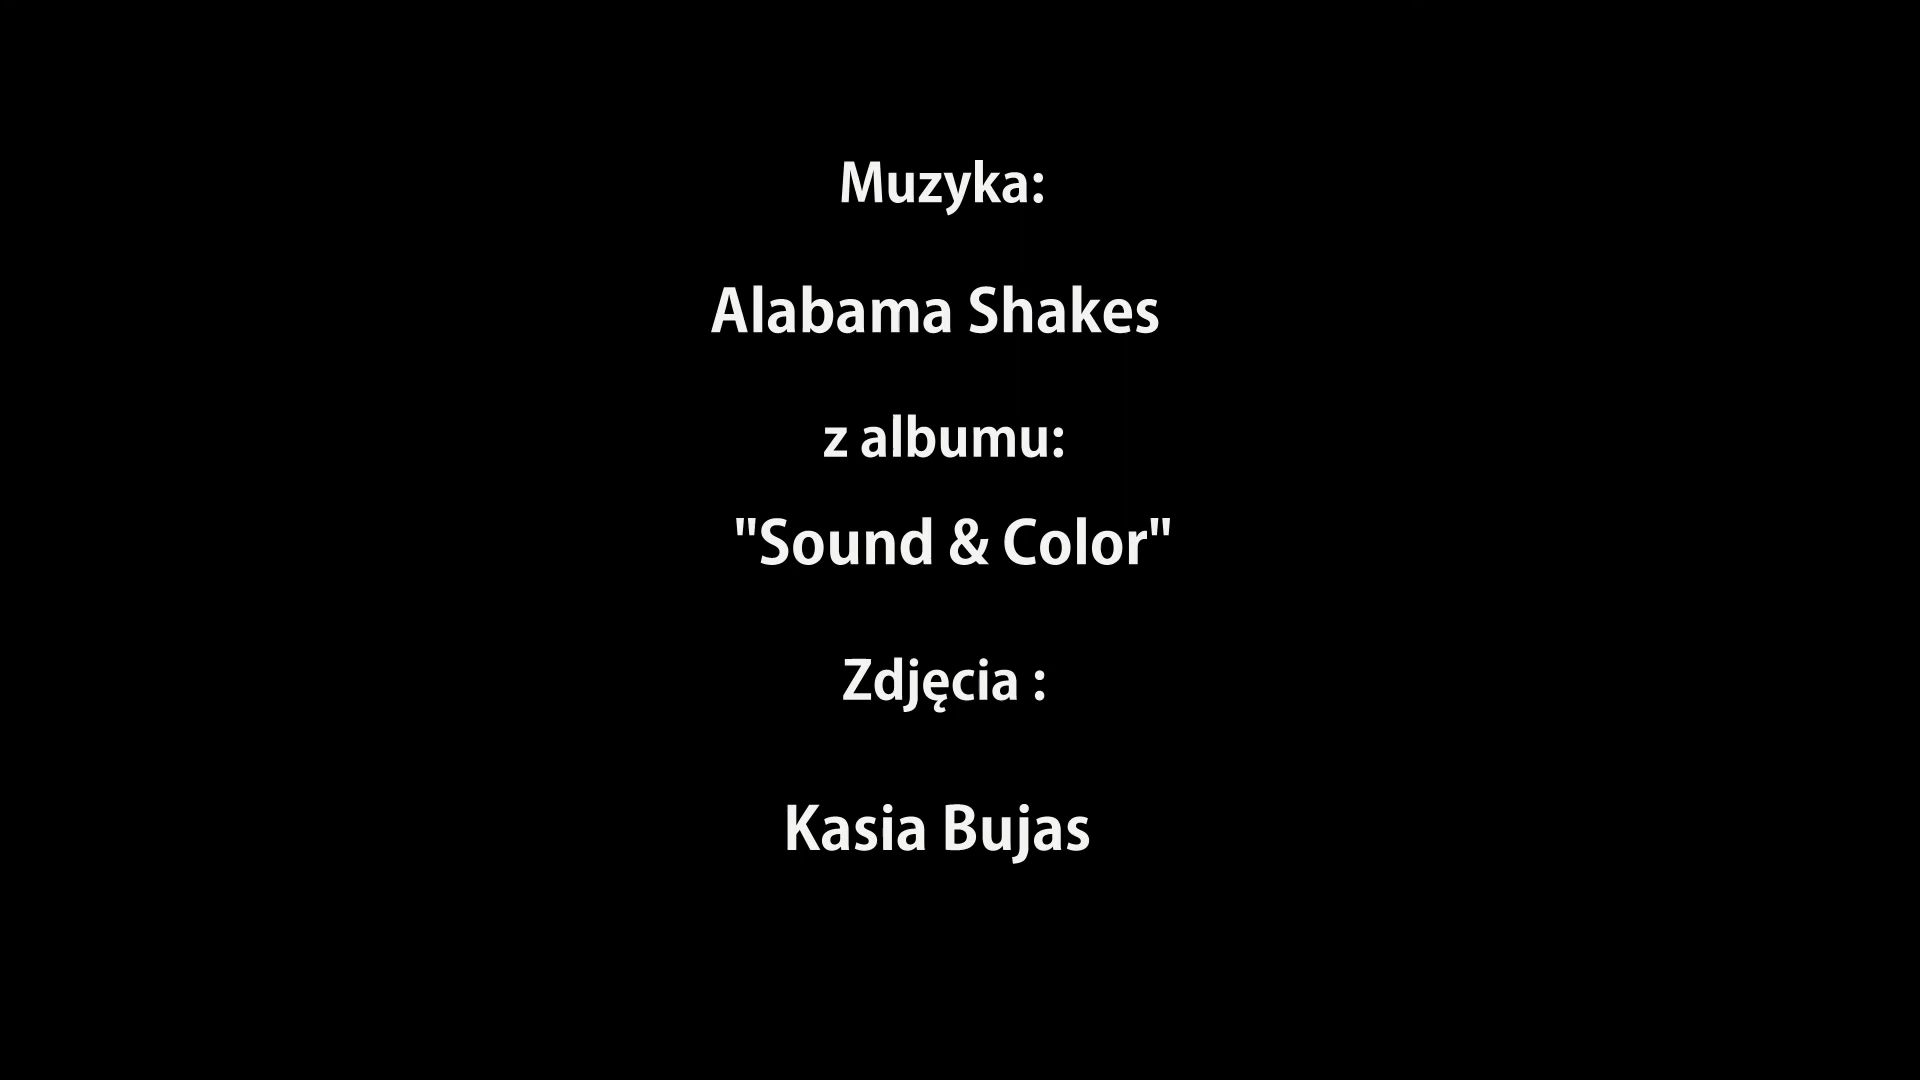 Muzyka:
Alabama Shakes
z albumu:
"Sound & Color"
Zdjęcia :
Kasia Bujas